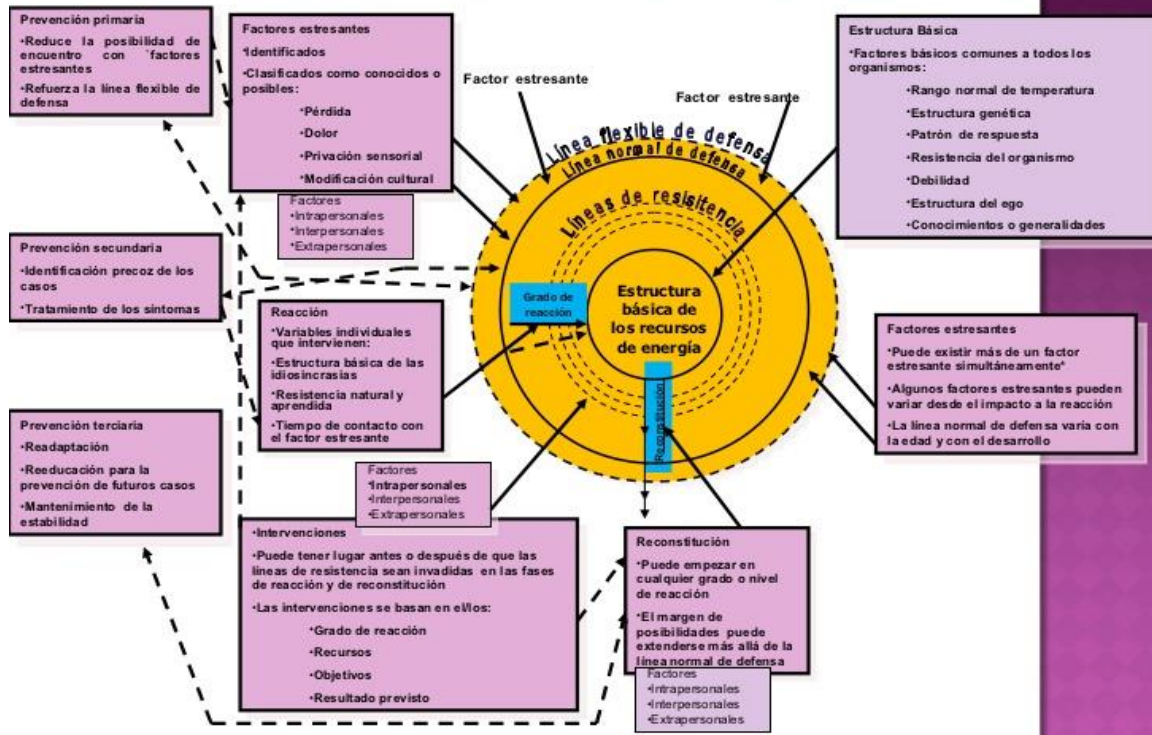 Prevención primaria
•Reduce la posibilidad de
encuentro con `factores
estresantes
•Refuerza la línea flexible de
defensa
Factores estresantes
•Identificados
•Clasificados como conocidos o
posibles:
•Pérdida
•Dolor
•Privación sensorial
•Modificación cultural
Factores
•Intrapersonales
•Interpersonales
•Extrapersonales
Factor estresante
Factor estresante
Línea flexible de defensa
Línea normal de defensa
Líneas de resisitencia
Estructura
básica de
los recursos
de energía
Grado de
reacción
Reconstitución
Estructura Básica
•Factores básicos comunes a todos los
organismos:
•Rango normal de temperatura
•Estructura genética
•Patrón de respuesta
•Resistencia del organismo
•Debilidad
•Estructura del ego
•Conocimientos o generalidades
Prevención secundaria
•Identificación precoz de los
casos
•Tratamiento de los síntomas
Reacción
•Variables individuales
que intervienen:
•Estructura básica de las
idiosincrasias
•Resistencia natural y
aprendida
•Tiempo de contacto con
el factor estresante
Factores estresantes
•Puede existir más de un factor
estresante simultáneamente*
•Algunos factores estresantes pueden
variar desde el impacto a la reacción
•La línea normal de defensa varía con
la edad y con el desarrollo
Prevención terciaria
•Readaptación
•Reeducación para la
prevención de futuros casos
•Mantenimiento de la
estabilidad
Factores
•Intrapersonales
•Interpersonales
•Extrapersonales
•Intervenciones
•Puede tener lugar antes o después de que las
líneas de resistencia sean invadidas en las fases
de reacción y de reconstitución
•Las intervenciones se basan en el/los:
•Grado de reacción
•Recursos
•Objetivos
•Resultado previsto
Reconstitución
•Puede empezar en
cualquier grado o nivel
de reacción
•El margen de
posibilidades puede
extenderse más allá de la
línea normal de defensa
Factores
•Intrapersonales
•Interpersonales
•Extrapersonales